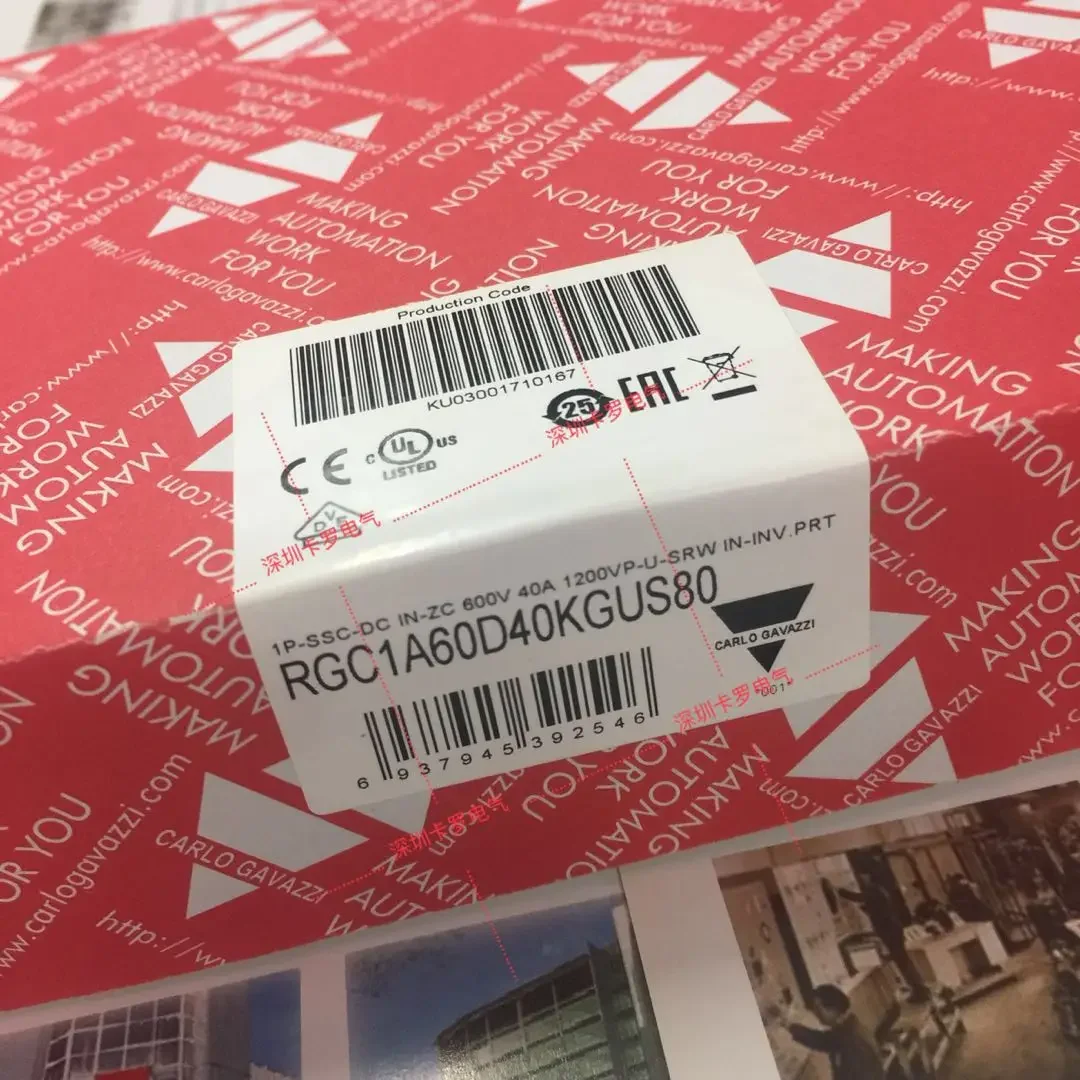 Production Code
KU03001710167
25
EAC
CE
c UL US
LISTED
DVE
深圳卡罗电气
深圳卡罗电气
1P-SSC-DC IN-ZC 600V 40A 1200VP-U-SRW IN-INV.PRT
RGC1A60D40KGUS80
CARLO GAVAZZI
*001*
深圳卡罗电气
6 937945 392546
深圳卡罗电气
MAKING
AUTOMATION
WORK
FOR YOU
http://www.carlogavazzi.com
CARLO GAVAZZI